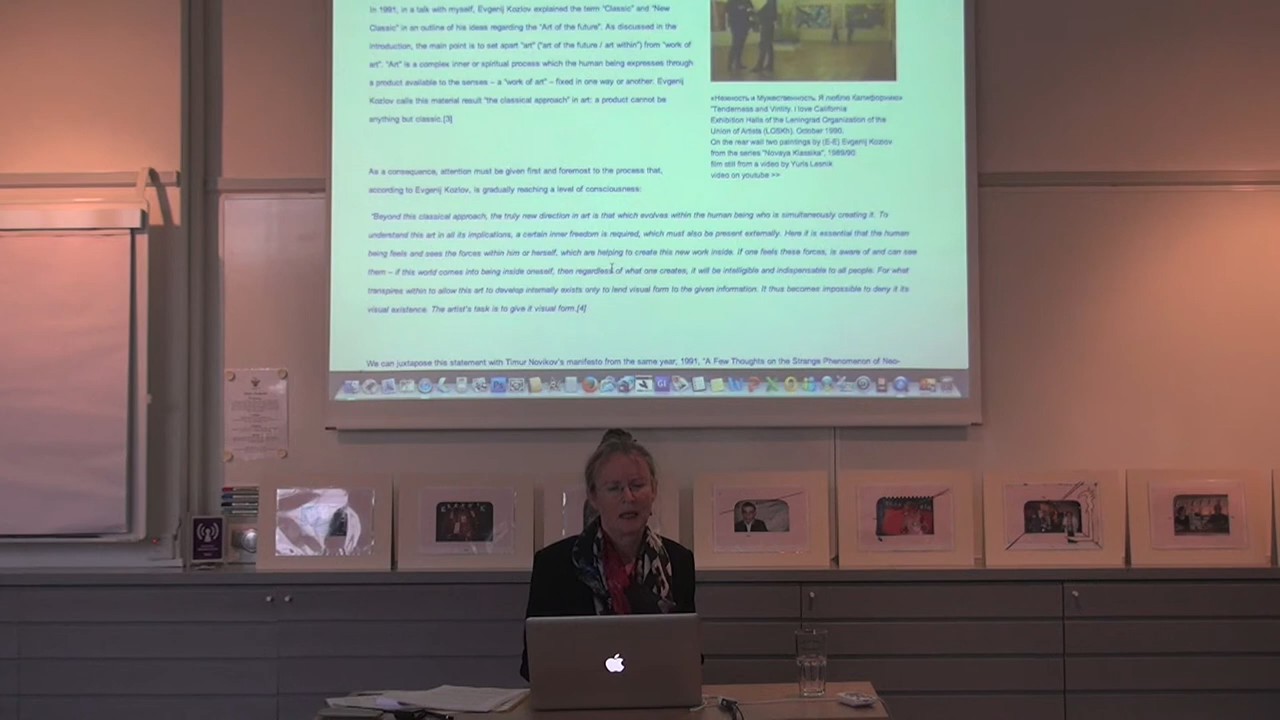 In 1991, in a talk with myself, Evgenij Kozlov explained the term "Classic" and "New
Classic" in an outline of his ideas regarding the "Art of the future". As discussed in the
introduction, the main point is to set apart "art" ("art of the future / art within") from "work of
art". "Art" is a complex inner or spiritual process which the human being expresses through
a product available to the senses – a "work of art" – fixed in one way or another. Evgenij
Kozlov calls this material result "the classical approach" in art: a product cannot be
anything but classic.[3]
«Нежность и Мужественность. Я люблю Калифорнию»
"Tenderness and Virility. I love California
Exhibition Halls of the Leningrad Organization of the
Union of Artists (LOSKh). October 1990.
On the rear wall two paintings by (E-E) Evgenij Kozlov
from the series "Novaya Klassika", 1989/90.
film still from a video by Yuris Lesnik
video on youtube >>
As a consequence, attention must be given first and foremost to the process that,
according to Evgenij Kozlov, is gradually reaching a level of consciousness:
"Beyond this classical approach, the truly new direction in art is that which evolves within the human being who is simultaneously creating it. To
understand this art in all its implications, a certain inner freedom is required, which must also be present externally. Here it is essential that the human
being feels and sees the forces within him or herself, which are helping to create this new work inside. If one feels these forces, is aware of and can see
them – if this world comes into being inside oneself, then regardless of what one creates, it will be intelligible and indispensable to all people. For what
transpires within to allow this art to develop internally exists only to lend visual form to the given information. It thus becomes impossible to deny it its
visual existence. The artist's task is to give it visual form.[4]
We can juxtapose this statement with Timur Novikov's manifesto from the same year, 1991, "A Few Thoughts on the Strange Phenomenon of Neo-